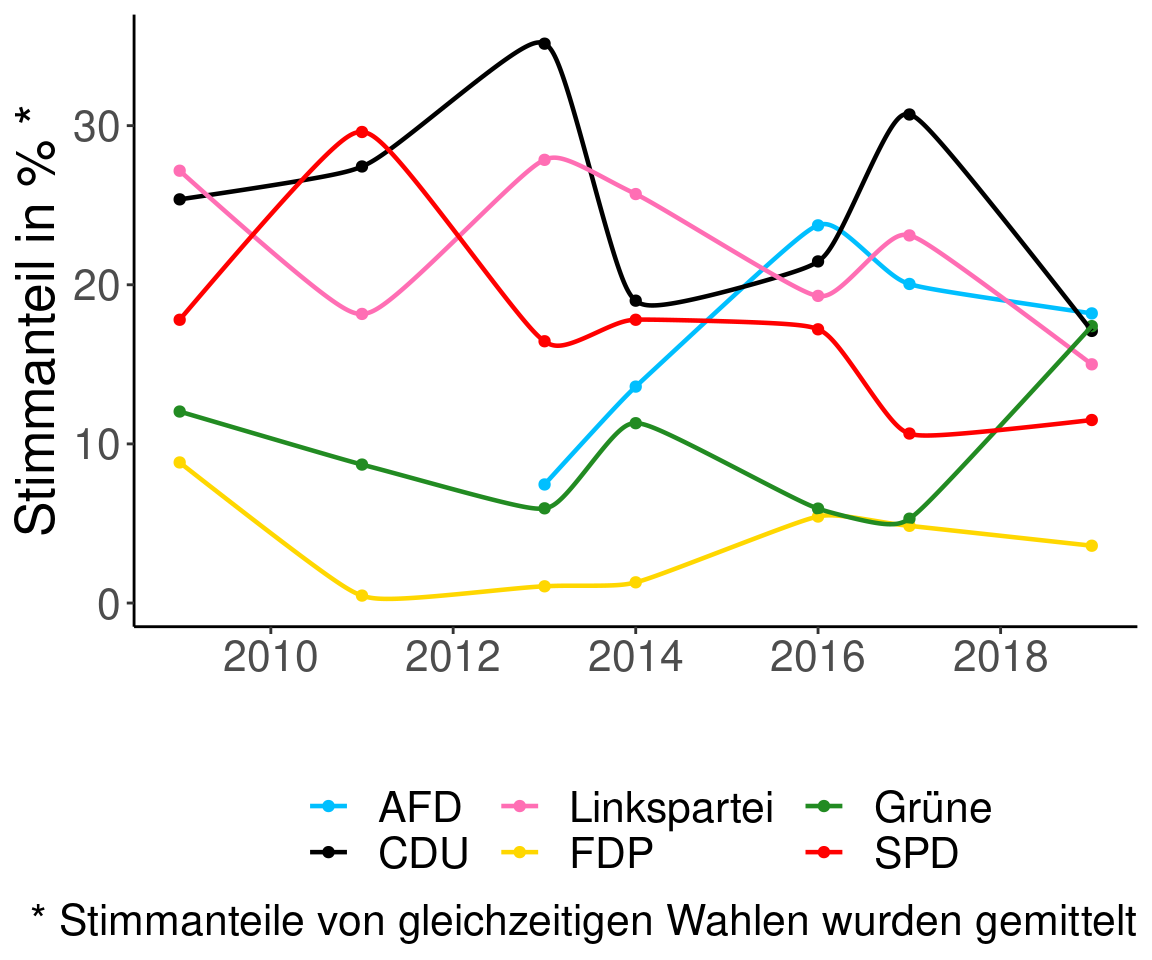 Stimmanteil in % *
30
20
10
0
2010 2012 2014 2016 2018
AFD Linkspartei Grüne
CDU FDP SPD
* Stimmanteile von gleichzeitigen Wahlen wurden gemittelt